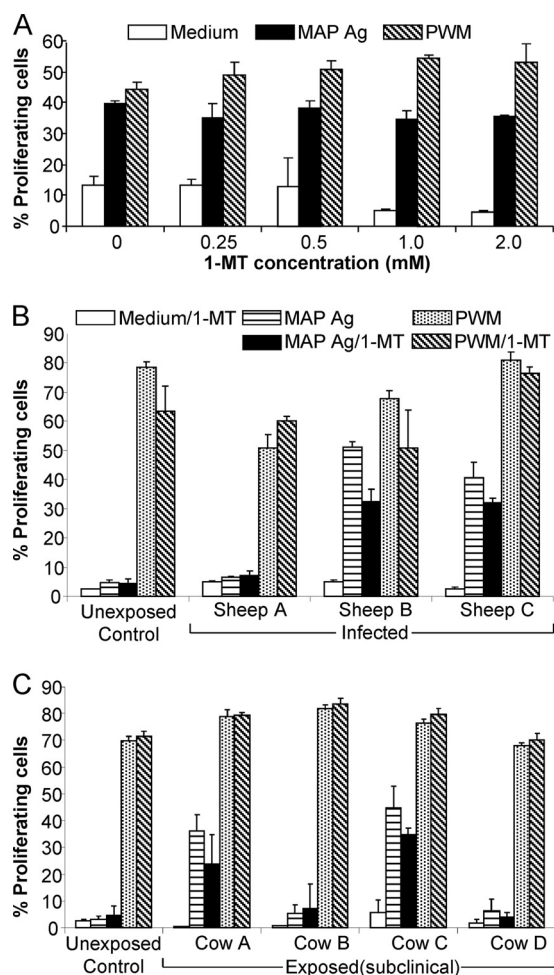 A
Medium MAP Ag PWM
% Proliferating cells
60
50
40
30
20
10
0
0 0.25 0.5 1.0 2.0
1-MT concentration (mM)
B
Medium/1-MT MAP Ag PWM
MAP Ag/1-MT PWM/1-MT
% Proliferating cells
90
80
70
60
50
40
30
20
10
0
Unexposed Control
Sheep A Sheep B Sheep C
Infected
C
% Proliferating cells
90
80
70
60
50
40
30
20
10
0
Unexposed Control
Cow A Cow B Cow C Cow D
Exposed(subclinical)